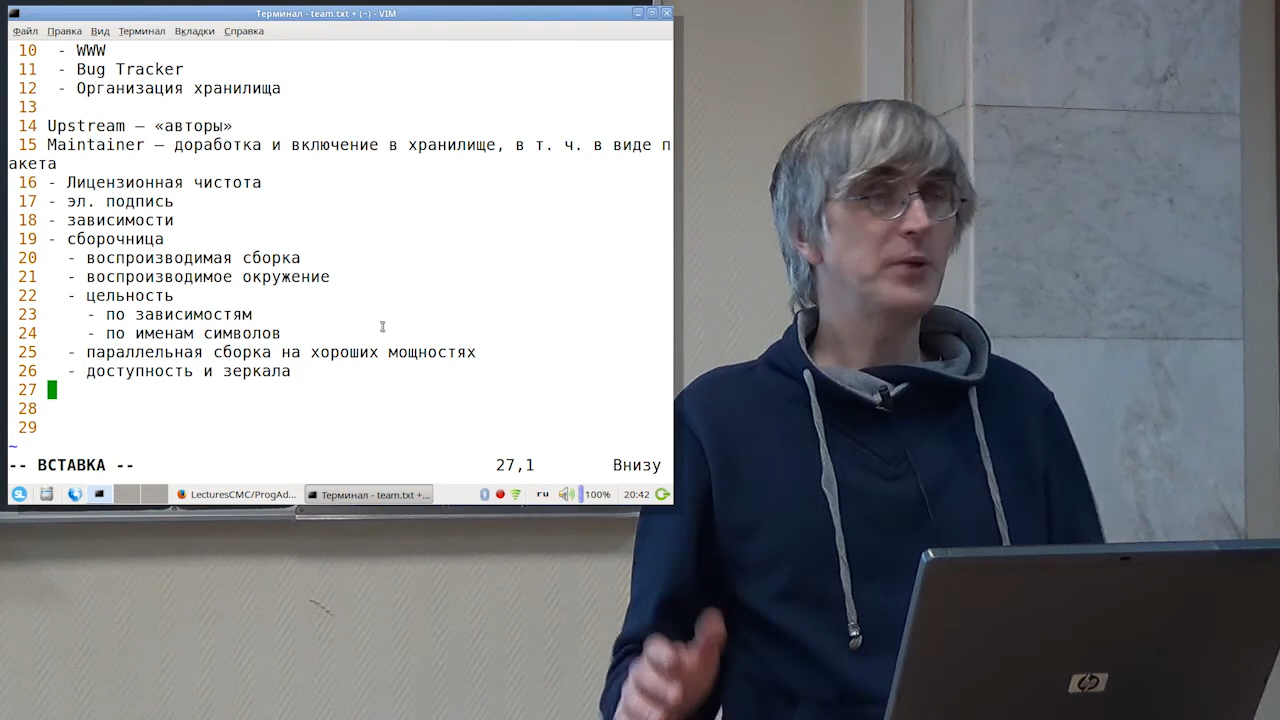 Терминал - team.txt + (~) - VIM
Файл Правка Вид Терминал Вкладки Справка
10 - WWW
11 - Bug Tracker
12 - Организация хранилища
13
14 Upstream — «авторы»
15 Maintainer — доработка и включение в хранилище, в т. ч. в виде п
акета
16 - Лицензионная чистота
17 - эл. подпись
18 - зависимости
19 - сборочница
20 - воспроизводимая сборка
21 - воспроизводимое окружение
22 - цельность
23 - по зависимостям
24 - по именам символов
25 - параллельная сборка на хороших мощностях
26 - доступность и зеркала
27
28
29
~
-- ВСТАВКА -- 27,1 Внизу
SL LecturesCMC/ProgAd... Терминал - team.txt +... ru 100% 20:42
hp